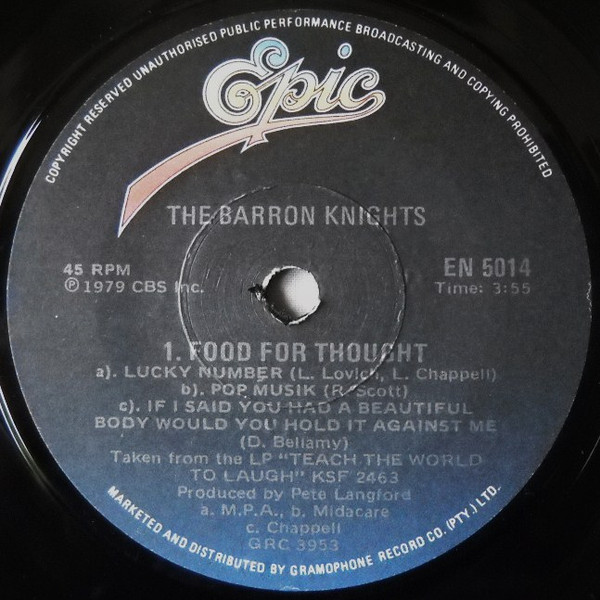 COPYRIGHT RESERVED UNAUTHORISED PUBLIC PERFORMANCE BROADCASTING AND COPYING PROHIBITED
Epic
THE BARRON KNIGHTS
45 RPM
EN 5014
℗ 1979 CBS Inc.
Time: 3:55
1. FOOD FOR THOUGHT
a). LUCKY NUMBER (L. Lovich, L. Chappell)
b). POP MUSIK (R. Scott)
c). IF I SAID YOU HAD A BEAUTIFUL
BODY WOULD YOU HOLD IT AGAINST ME
(D. Bellamy)
Taken from the LP "TEACH THE WORLD
TO LAUGH" KSF 2463
Produced by Pete Langford
a. M.P.A., b. Midacare
c. Chappell
GRC 3953
MARKETED AND DISTRIBUTED BY GRAMOPHONE RECORD CO. (PTY.) LTD.